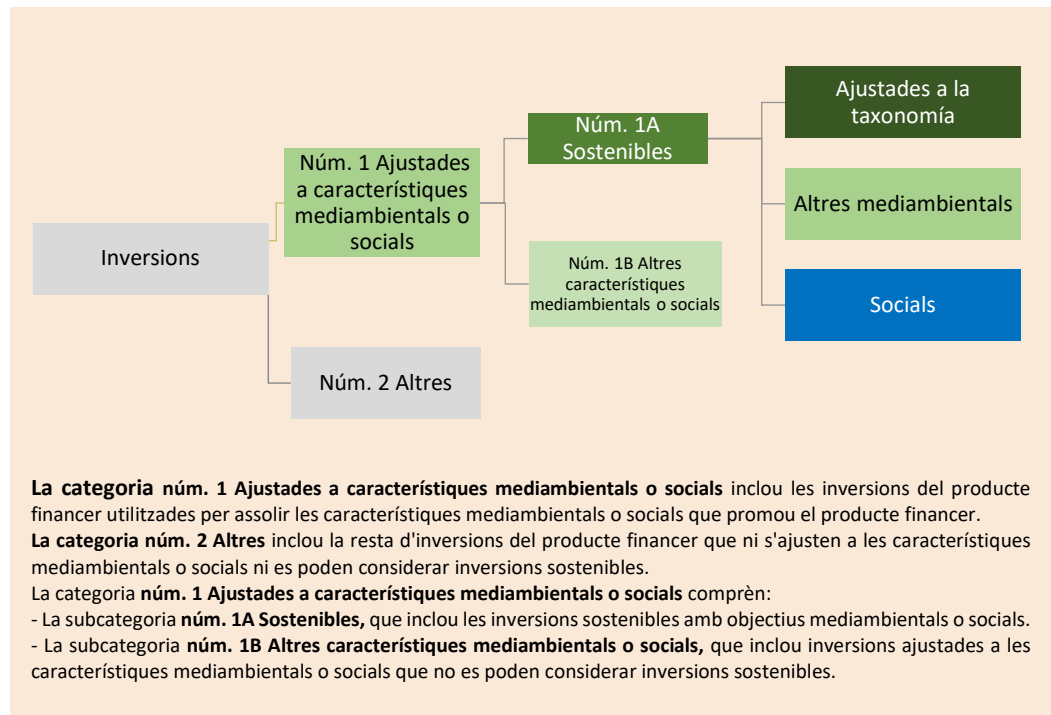 Inversions
Núm. 1 Ajustades
a característiques
mediambientals o
socials
Núm. 2 Altres
Núm. 1A
Sostenibles
Núm. 1B Altres
característiques
mediambientals o socials
Ajustades a la
taxonomía
Altres mediambientals
Socials
La categoria núm. 1 Ajustades a característiques mediambientals o socials inclou les inversions del producte
financer utilitzades per assolir les característiques mediambientals o socials que promou el producte financer.
La categoria núm. 2 Altres inclou la resta d'inversions del producte financer que ni s'ajusten a les característiques
mediambientals o socials ni es poden considerar inversions sostenibles.
La categoria núm. 1 Ajustades a característiques mediambientals o socials comprèn:
- La subcategoria núm. 1A Sostenibles, que inclou les inversions sostenibles amb objectius mediambientals o socials.
- La subcategoria núm. 1B Altres característiques mediambientals o socials, que inclou inversions ajustades a les
característiques mediambientals o socials que no es poden considerar inversions sostenibles.